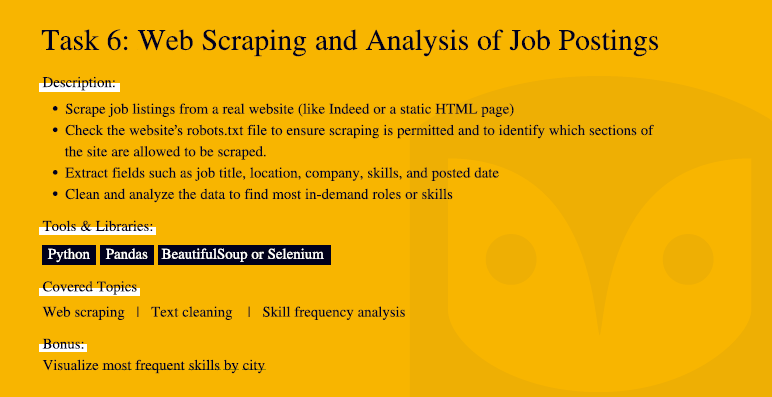 Task 6: Web Scraping and Analysis of Job Postings
Description:
• Scrape job listings from a real website (like Indeed or a static HTML page)
• Check the website's robots.txt file to ensure scraping is permitted and to identify which sections of
the site are allowed to be scraped.
• Extract fields such as job title, location, company, skills, and posted date
• Clean and analyze the data to find most in-demand roles or skills
Tools & Libraries:
Python Pandas BeautifulSoup or Selenium
Covered Topics
Web scraping | Text cleaning | Skill frequency analysis
Bonus:
Visualize most frequent skills by city